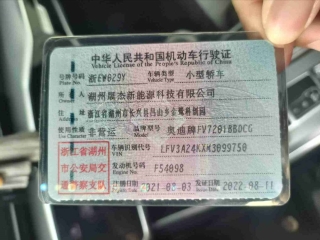 中华人民共和国机动车行驶证
Vehicle License of the People's Republic of China
号牌号码 浙EW629Y 车辆类型 小型轿车
所有人 湖州展杰新能源科技有限公司
住址 浙江省湖州市长兴县吕山乡
使用性质 非营运 品牌型号 奥迪牌FV7201BBDCG
浙江省湖州
市公安局交
通警察支队
车辆识别代号
VIN
LFV3A24KXM3099750
发动机号码 F54098
注册日期 2021-08-03 发证日期 2022-08-11